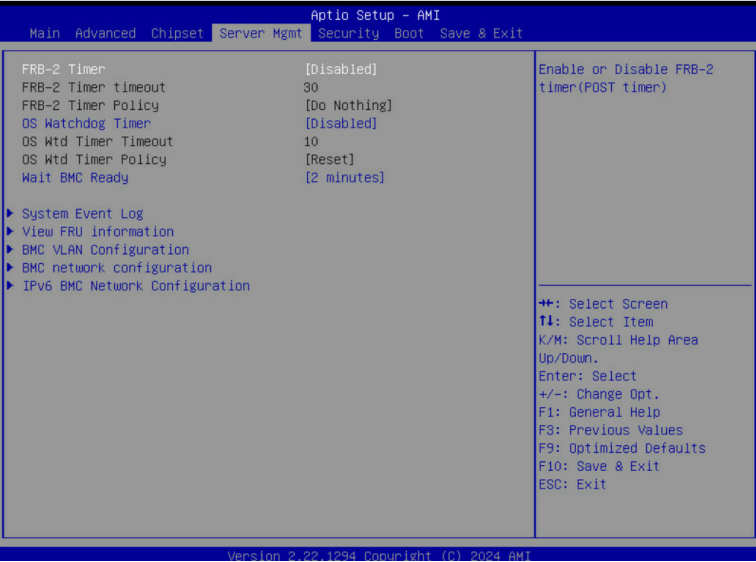 Aptio Setup – AMI
Main Advanced Chipset Server Mgmt Security Boot Save & Exit
FRB-2 Timer [Disabled]
FRB-2 Timer timeout 30
FRB-2 Timer Policy [Do Nothing]
OS Watchdog Timer [Disabled]
OS Wtd Timer Timeout 10
OS Wtd Timer Policy [Reset]
Wait BMC Ready [2 minutes]
System Event Log
View FRU information
BMC VLAN Configuration
BMC network configuration
IPv6 BMC Network Configuration
Enable or Disable FRB-2
timer(POST timer)
→←: Select Screen
↑↓: Select Item
K/M: Scroll Help Area
Up/Down.
Enter: Select
+/-: Change Opt.
F1: General Help
F3: Previous Values
F9: Optimized Defaults
F10: Save & Exit
ESC: Exit
Version 2.22.1294 Copyright (C) 2024 AMI